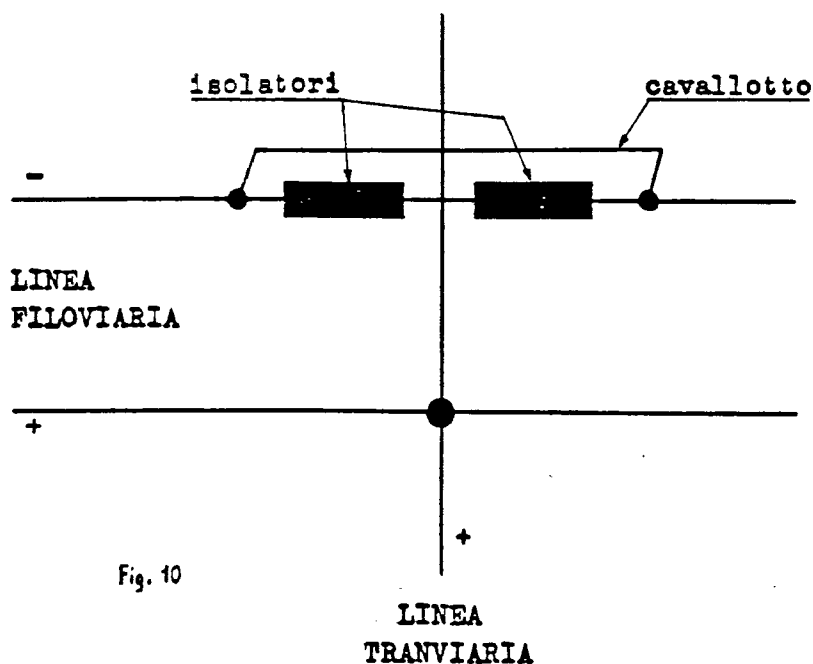 isolatori
cavallotto
-
LINEA
FILOVIARIA
+
+
Fig. 10
LINEA
TRANVIARIA